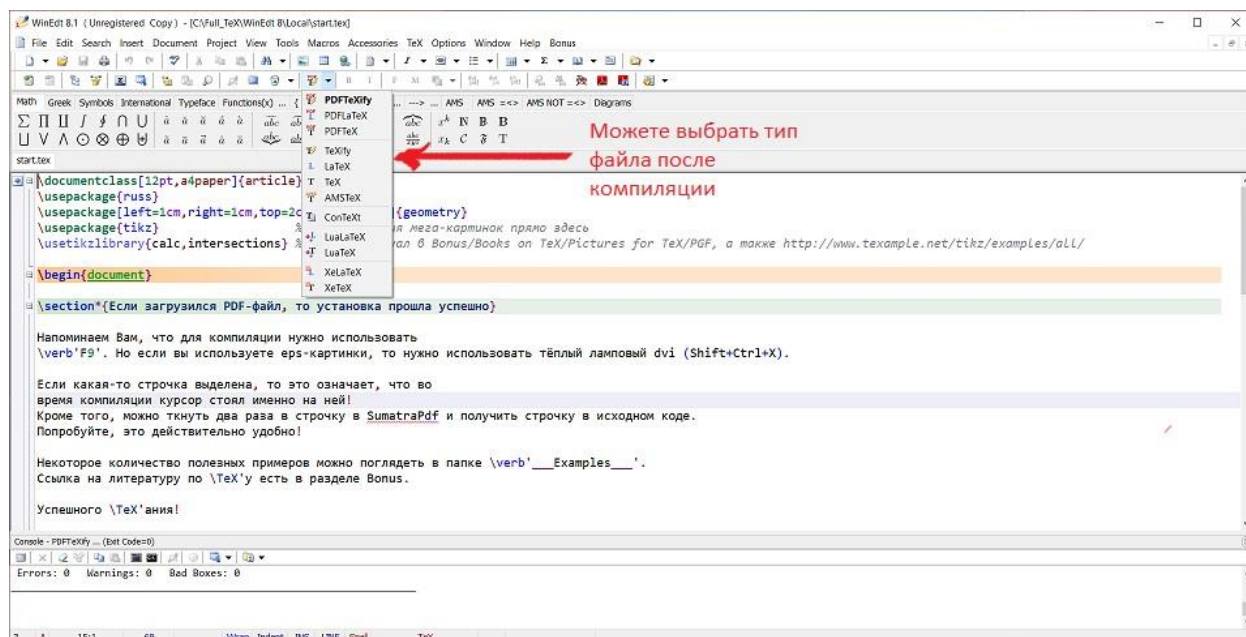 WinEdt 8.1 ( Unregistered Copy ) - [C:\Full_TeX\WinEdt 8\Local\start.tex]
File Edit Search Insert Document Project View Tools Macros Accessories TeX Options Window Help Bonus
Math Greek Symbols International Typeface Functions(x) ... { ... ---> ... AMS AMS =<> AMS NOT =<> Diagrams
PDFTeXify
PDFLaTeX
PDFTeX
TeXify
LaTeX
TeX
AMSTeX
ConTeXt
LuaLaTeX
LuaTeX
XeLaTeX
XeTeX
Можете выбрать тип
файла после
компиляции
start.tex
\documentclass[12pt,a4paper]{article}
\usepackage{russ}
\usepackage[left=1cm,right=1cm,top=2c ]{geometry}
\usepackage{tikz} % мега-картинок прямо здесь
\usetikzlibrary{calc,intersections} % в Bonus/Books on TeX/Pictures for TeX/PGF, а также http://www.texample.net/tikz/examples/all/
\begin{document}
\section*{Если загрузился PDF-файл, то установка прошла успешно}
Напоминаем Вам, что для компиляции нужно использовать
\verb'F9'. Но если вы используете eps-картинки, то нужно использовать тёплый ламповый dvi (Shift+Ctrl+X).
Если какая-то строчка выделена, то это означает, что во
время компиляции курсор стоял именно на ней!
Кроме того, можно ткнуть два раза в строчку в SumatraPdf и получить строчку в исходном коде.
Попробуйте, это действительно удобно!
Некоторое количество полезных примеров можно поглядеть в папке \verb'___Examples___'.
Ссылка на литературу по \TeX'у есть в разделе Bonus.
Успешного \TeX'ания!
Console - PDFTeXify ... (Exit Code=0)
Errors: 0 Warnings: 0 Bad Boxes: 0
Wrap Indent INS LINE Spell TeX